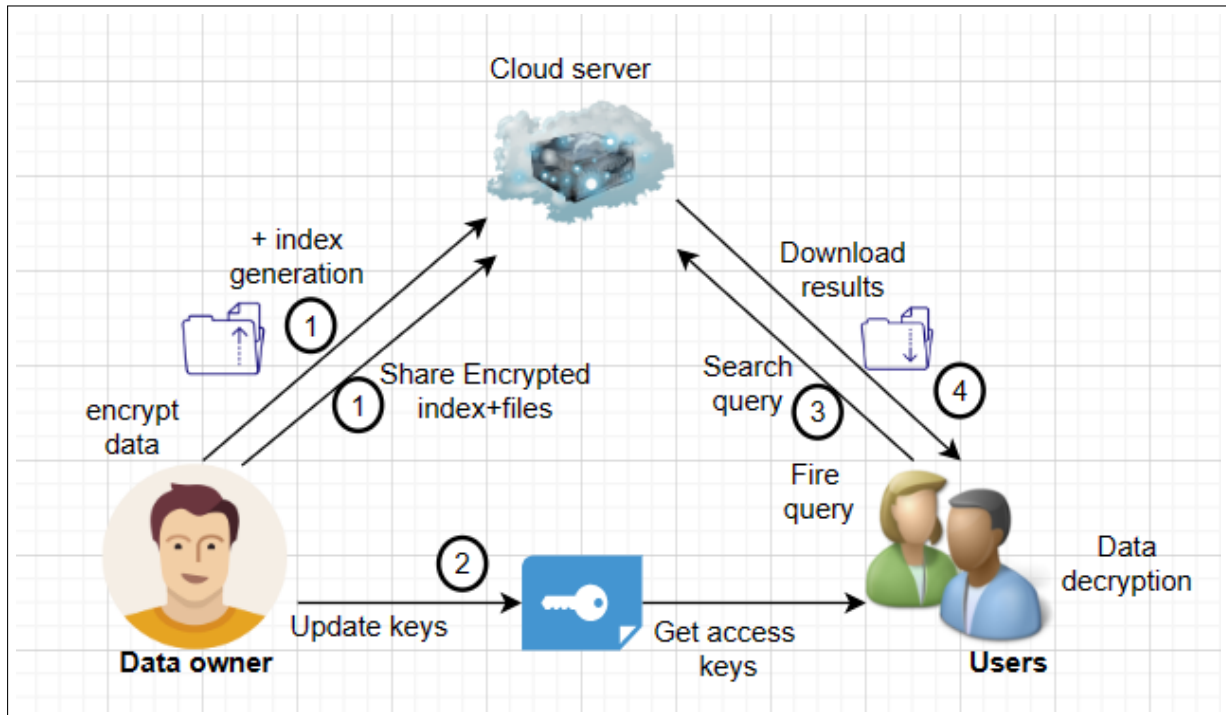 Cloud server
+ index
generation
1
Download
results
Share Encrypted
index+files
1
Search
query
3
4
encrypt
data
Fire
query
2
Data
decryption
Update keys
Get access
keys
Data owner
Users